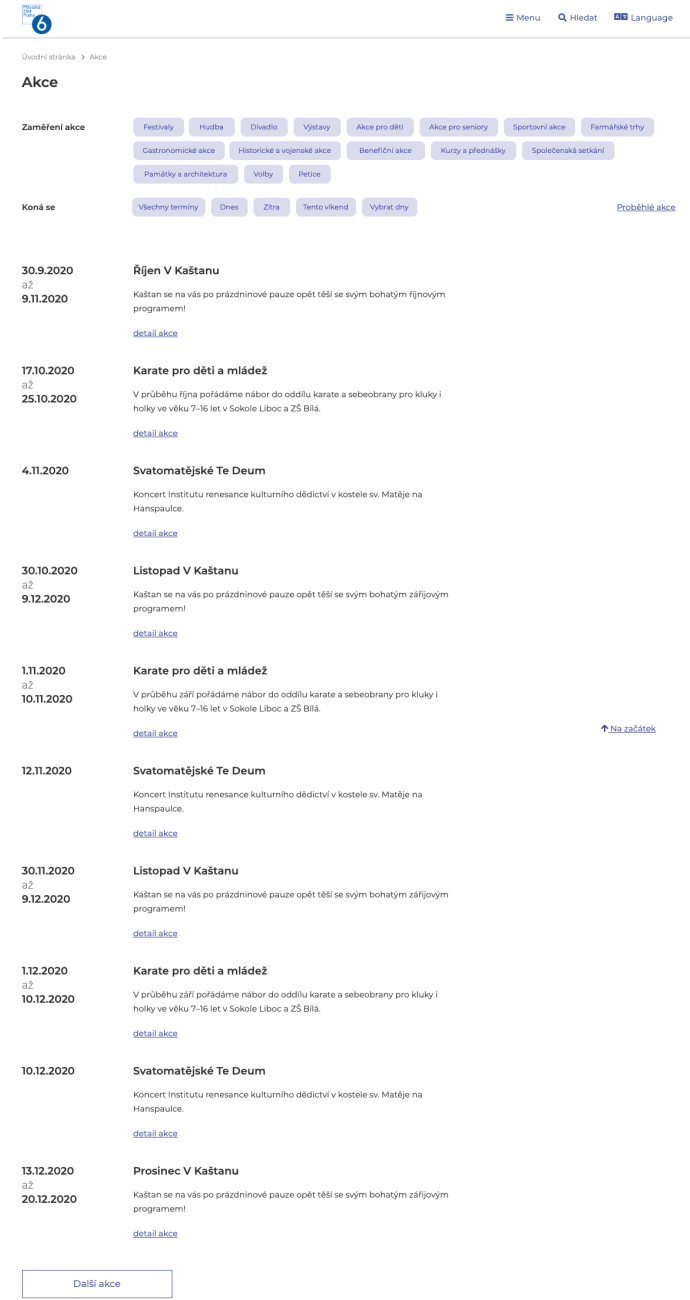 Městská
část
Praha
6
Menu Hledat Language
Úvodní stránka > Akce
Akce
Zaměření akce
Festivaly Hudba Divadlo Výstavy Akce pro děti Akce pro seniory Sportovní akce Farmářské trhy
Gastronomické akce Historické a vojenské akce Benefiční akce Kurzy a přednášky Společenská setkání
Památky a architektura Volby Petice
Koná se
Všechny termíny Dnes Zítra Tento víkend Vybrat dny Proběhlé akce
30.9.2020
až
9.11.2020
Říjen V Kaštanu
Kaštan se na vás po prázdninové pauze opět těší se svým bohatým říjnovým
programem!
detail akce
17.10.2020
až
25.10.2020
Karate pro děti a mládež
V průběhu října pořádáme nábor do oddílu karate a sebeobrany pro kluky i
holky ve věku 7–16 let v Sokole Liboc a ZŠ Bílá.
detail akce
4.11.2020
Svatomatějské Te Deum
Koncert Institutu renesance kulturního dědictví v kostele sv. Matěje na
Hanspaulce.
detail akce
30.10.2020
až
9.12.2020
Listopad V Kaštanu
Kaštan se na vás po prázdninové pauze opět těší se svým bohatým zářijovým
programem!
detail akce
1.11.2020
až
10.11.2020
Karate pro děti a mládež
V průběhu září pořádáme nábor do oddílu karate a sebeobrany pro kluky i
holky ve věku 7–16 let v Sokole Liboc a ZŠ Bílá.
detail akce
Na začátek
12.11.2020
Svatomatějské Te Deum
Koncert Institutu renesance kulturního dědictví v kostele sv. Matěje na
Hanspaulce.
detail akce
30.11.2020
až
9.12.2020
Listopad V Kaštanu
Kaštan se na vás po prázdninové pauze opět těší se svým bohatým zářijovým
programem!
detail akce
1.12.2020
až
10.12.2020
Karate pro děti a mládež
V průběhu září pořádáme nábor do oddílu karate a sebeobrany pro kluky i
holky ve věku 7–16 let v Sokole Liboc a ZŠ Bílá.
detail akce
10.12.2020
Svatomatějské Te Deum
Koncert Institutu renesance kulturního dědictví v kostele sv. Matěje na
Hanspaulce.
detail akce
13.12.2020
až
20.12.2020
Prosinec V Kaštanu
Kaštan se na vás po prázdninové pauze opět těší se svým bohatým zářijovým
programem!
detail akce
Další akce